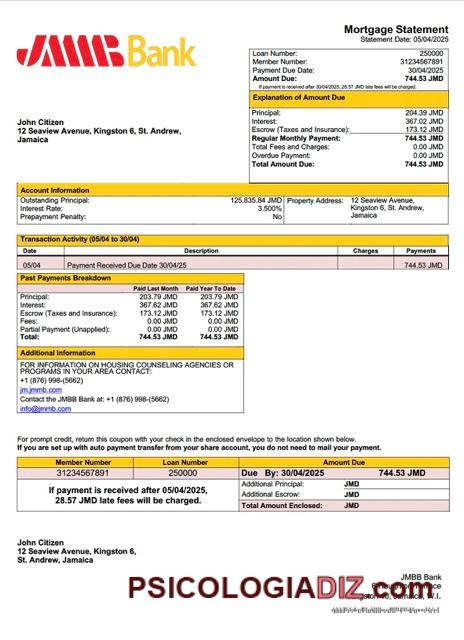 JMMB Bank
Mortgage Statement
Statement Date: 05/04/2025
Loan Number: 250000
Member Number: 31234567891
Payment Due Date: 30/04/2025
Amount Due: 744.53 JMD
If payment is received after 30/04/2025, 28.57 JMD late fees will be charged.
Explanation of Amount Due
Principal: 204.39 JMD
Interest: 367.02 JMD
Escrow (Taxes and Insurance): 173.12 JMD
Regular Monthly Payment: 744.53 JMD
Total Fees and Charges: 0.00 JMD
Overdue Payment: 0.00 JMD
Total Amount Due: 744.53 JMD
John Citizen
12 Seaview Avenue, Kingston 6, St. Andrew,
Jamaica
Account Information
Outstanding Principal: 125,835.84 JMD
Interest Rate: 3.500%
Prepayment Penalty: No
Property Address: 12 Seaview Avenue,
Kingston 6, St. Andrew,
Jamaica
Transaction Activity (05/04 to 30/04)
Date Description Charges Payments
05/04 Payment Received Due Date 30/04/25 744.53 JMD
Past Payments Breakdown
Paid Last Month Paid Year To Date
Principal: 203.79 JMD 203.79 JMD
Interest: 367.62 JMD 367.62 JMD
Escrow (Taxes and Insurance): 173.12 JMD 173.12 JMD
Fees: 0.00 JMD 0.00 JMD
Partial Payment (Unapplied): 0.00 JMD 0.00 JMD
Total: 744.53 JMD 744.53 JMD
Additional Information
FOR INFORMATION ON HOUSING COUNSELING AGENCIES OR
PROGRAMS IN YOUR AREA CONTACT:
+1 (876) 998-(5662)
jm.jmmb.com
Contact the JMBB Bank at: +1 (876) 998-(5662)
info@jmmb.com
For prompt credit, return this coupon with your check in the enclosed envelope to the location shown below.
If you are set up with auto payment transfer from your share account, you do not need to mail your payment.
Member Number Loan Number Amount Due
31234567891 250000 Due By: 30/04/2025 744.53 JMD
If payment is received after 05/04/2025,
28.57 JMD late fees will be charged.
Additional Principal: JMD
Additional Escrow: JMD
Total Amount Enclosed: JMD
John Citizen
12 Seaview Avenue, Kingston 6,
St. Andrew, Jamaica
JMBB Bank
PSICOLOGIADIZ.com